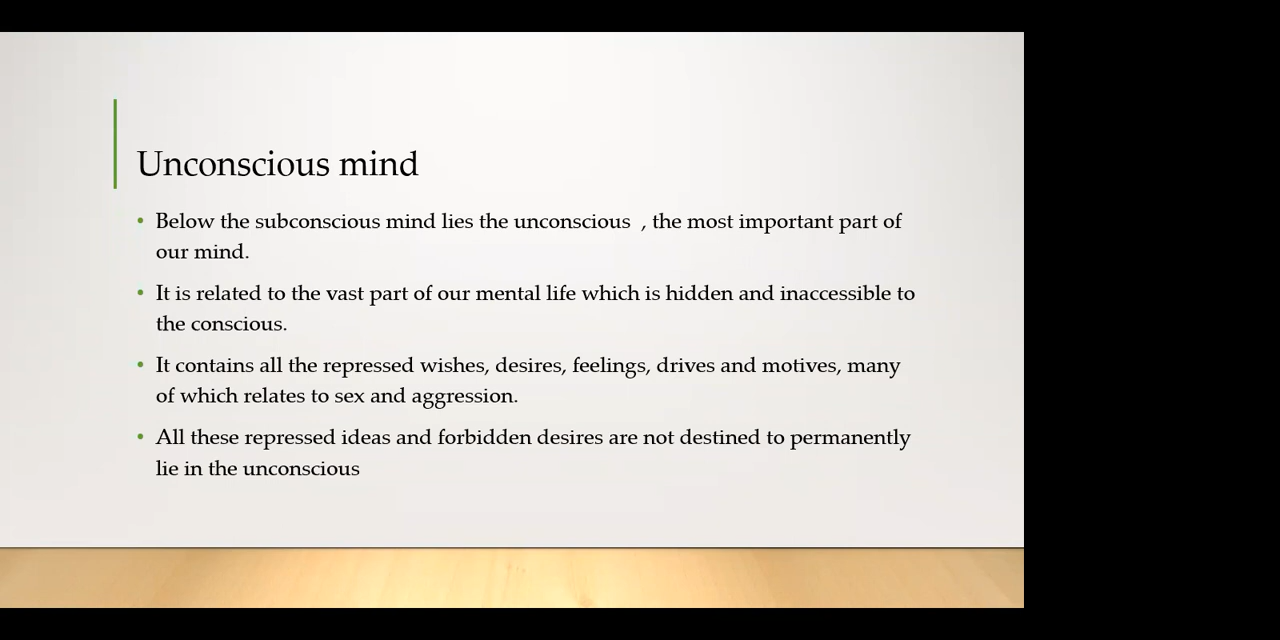 Unconscious mind
• Below the subconscious mind lies the unconscious  , the most important part of
our mind.
• It is related to the vast part of our mental life which is hidden and inaccessible to
the conscious.
• It contains all the repressed wishes, desires, feelings, drives and motives, many
of which relates to sex and aggression.
• All these repressed ideas and forbidden desires are not destined to permanently
lie in the unconscious